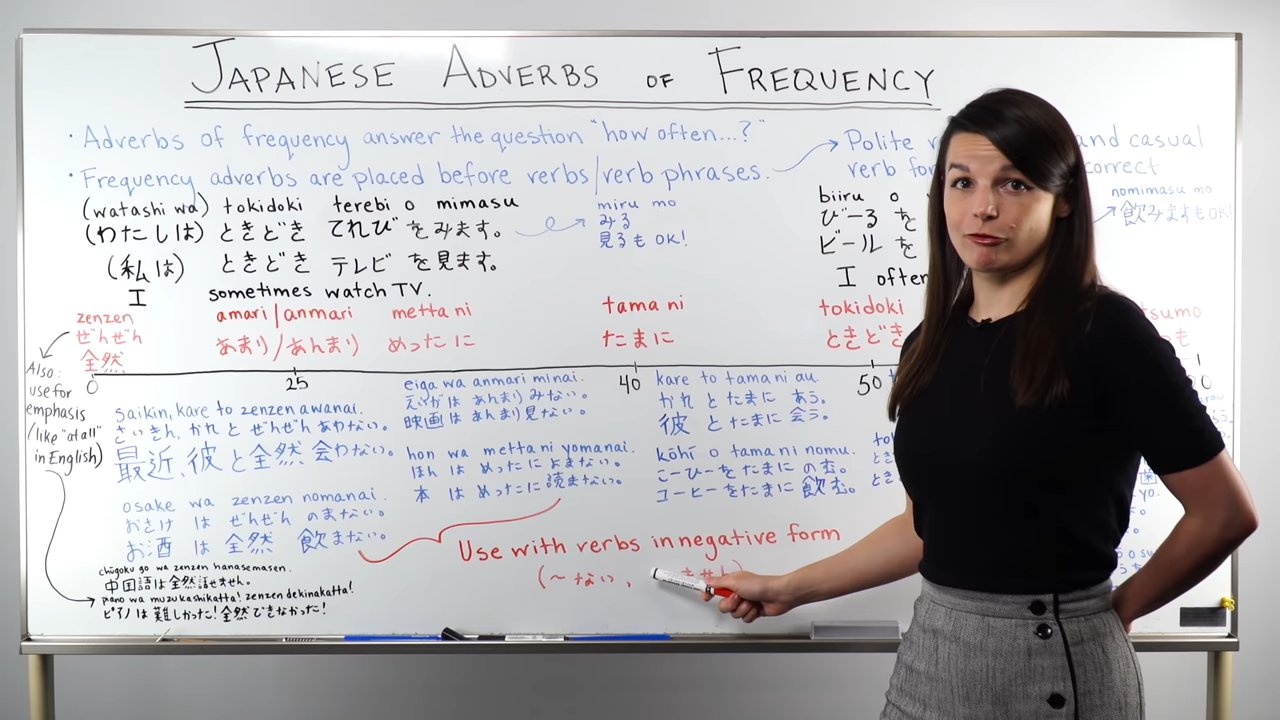 JAPANESE ADVERBS OF FREQUENCY
· Adverbs of frequency answer the question "how often...?"
· Frequency adverbs are placed before verbs/verb phrases.
Polite and casual
verb correct
(watashi wa) tokidoki terebi o mimasu
(わたしは) ときどき てれび をみます。
(私は) ときどき テレビ を見ます。
I sometimes watch TV.
miru mo
みる
見るも OK!
biiru o
びーる を
ビール を
I often
nomimasu mo
飲みますもOK!
zenzen
ぜんぜん
全然
amari/anmari
あまり/あんまり
metta ni
めったに
tama ni
たまに
tokidoki
ときどき
0 25 40 50
Also:
use for
emphasis
(like "at all"
in English)
saikin, kare to zenzen awanai.
さいきん, かれ と ぜんぜん あわない。
最近, 彼 と 全然 会わない。
osake wa zenzen nomanai.
おさけ は ぜんぜん のまない。
お酒 は 全然 飲まない。
chūgoku go wa zenzen hanasemasen.
中国語は全然話せません。
piano wa muzukashikatta! zenzen dekinakatta!
ピアノは 難しかった! 全然できなかった!
eiga wa anmari minai.
えいがは あんまり みない。
映画は あんまり 見ない。
hon wa metta ni yomanai.
ほん は めったに よまない。
本 は めったに 読まない。
kare to tama ni au.
かれ と たまに あう。
彼 と たまに 会う。
kōhī o tama ni nomu.
こーひーを たまに のむ。
コーヒーをたまに 飲む。
Use with verbs in negative form
(〜ない,